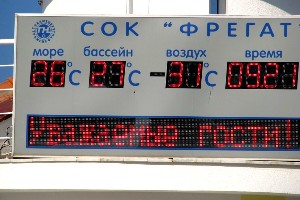 СОК "ФРЕГАТ
море бассейн воздух время
26°C 27°C -31°C 09:21
Уважаемые гости!